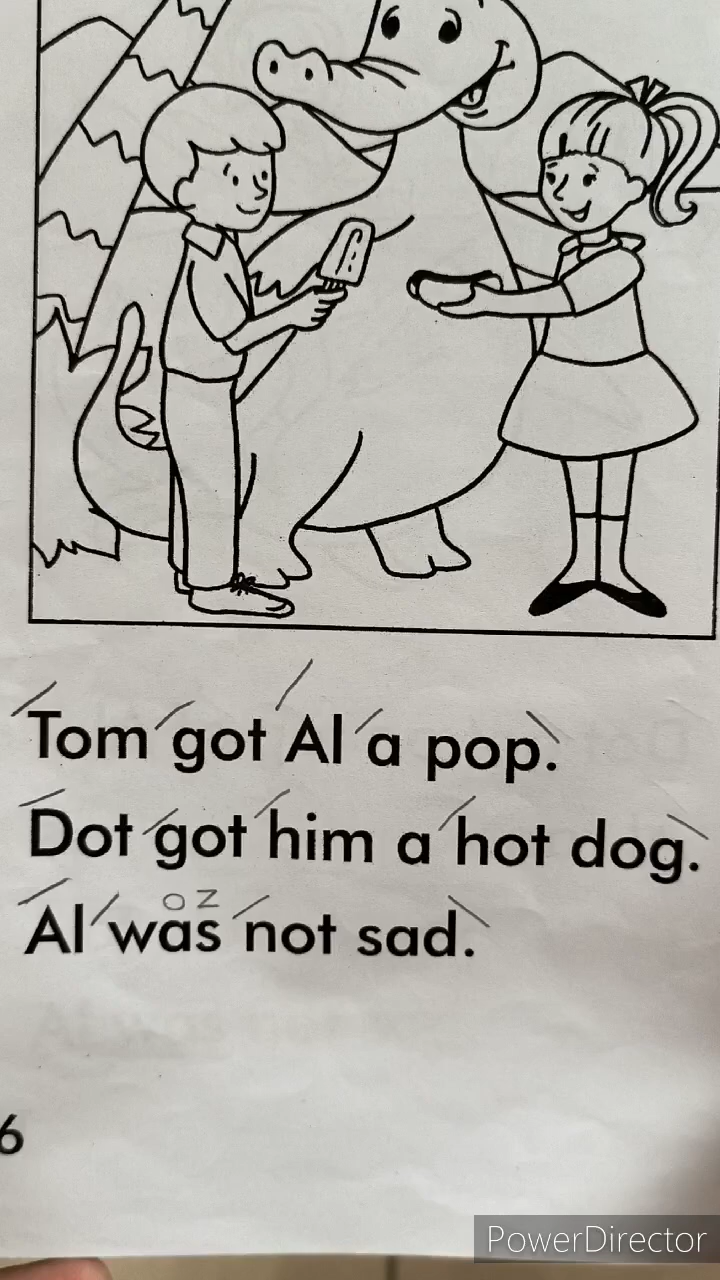 Tom got Al a pop.
Dot got him a hot dog.
o z
Al was not sad.
6
PowerDirector